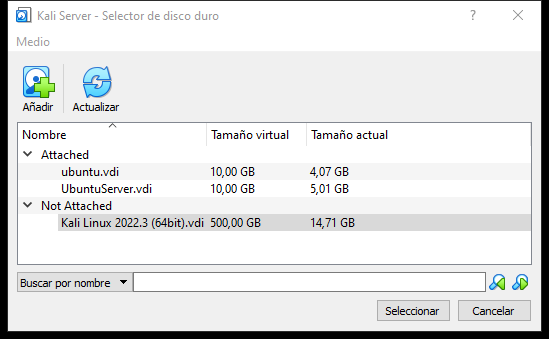 Kali Server - Selector de disco duro
Medio
Añadir Actualizar
Nombre Tamaño virtual Tamaño actual
Attached
ubuntu.vdi 10,00 GB 4,07 GB
UbuntuServer.vdi 10,00 GB 5,01 GB
Not Attached
Kali Linux 2022.3 (64bit).vdi 500,00 GB 14,71 GB
Buscar por nombre
Seleccionar Cancelar